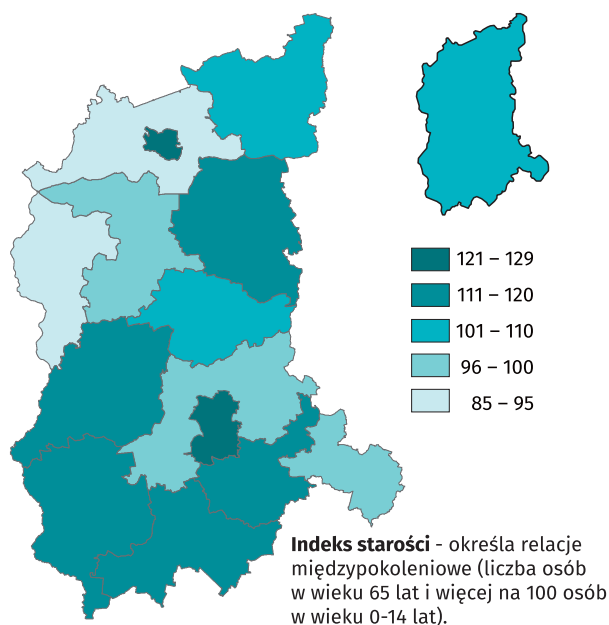 121 – 129
111 – 120
101 – 110
96 – 100
85 – 95
Indeks starości - określa relacje
międzypokoleniowe (liczba osób
w wieku 65 lat i więcej na 100 osób
w wieku 0-14 lat).